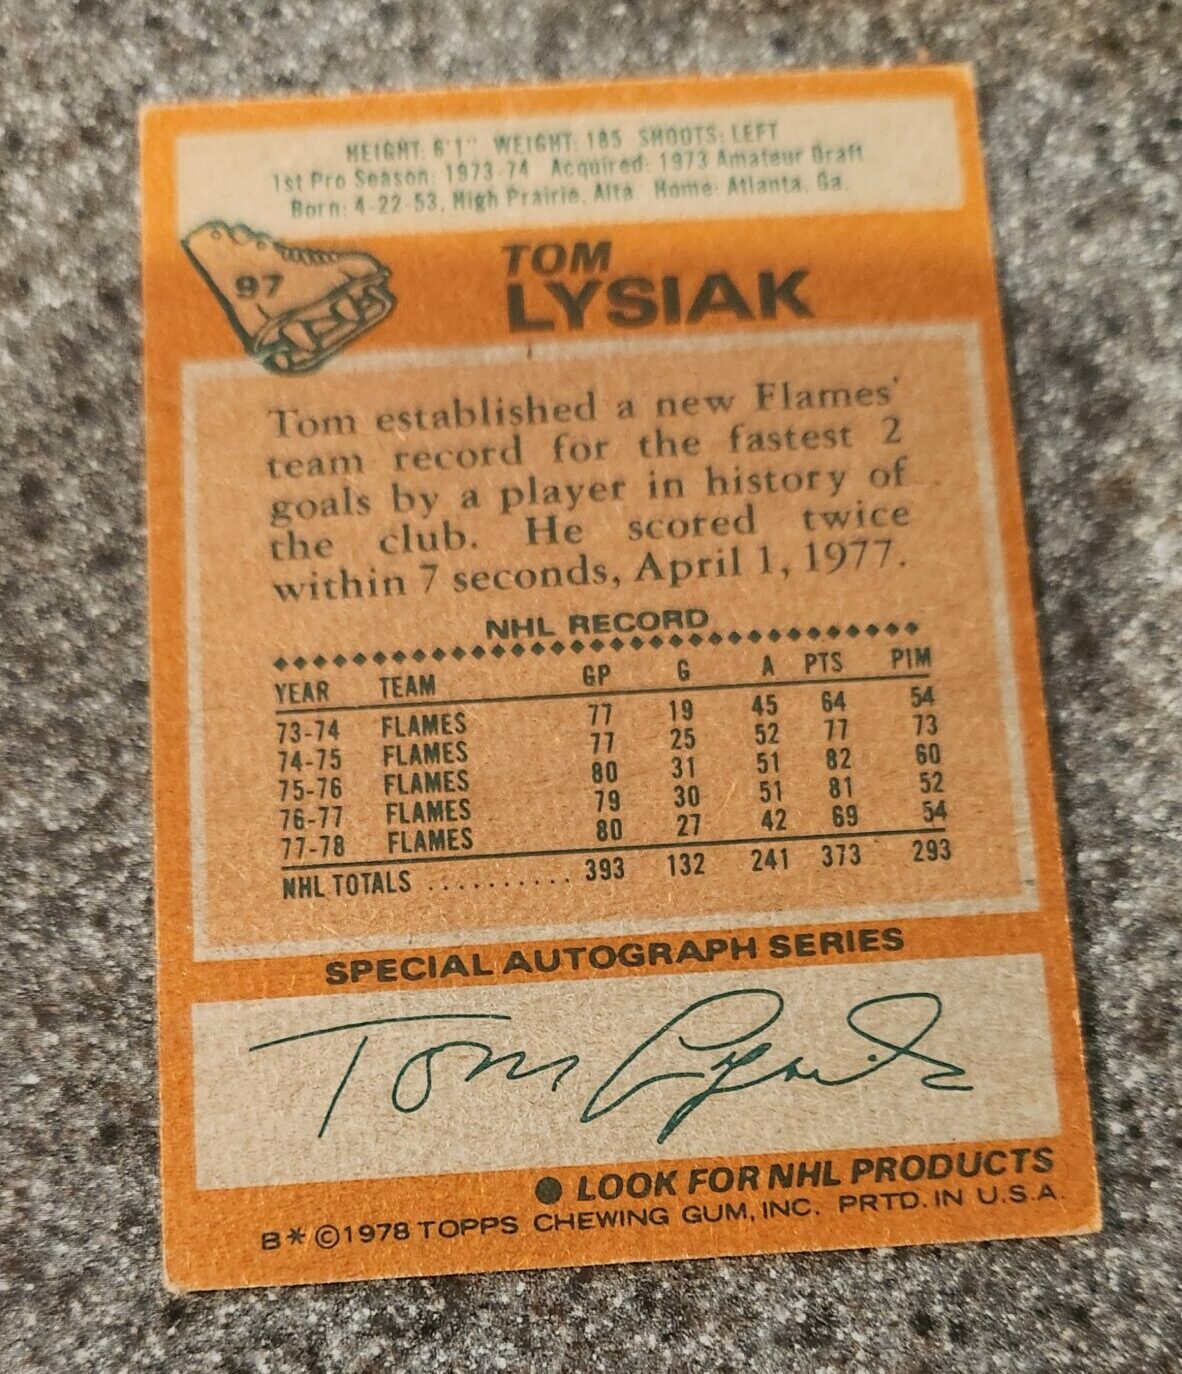 HEIGHT: 6'1" WEIGHT: 185 SHOOTS: LEFT
1st Pro Season: 1973-74 Acquired: 1973 Amateur Draft
Born: 4-22-53, High Prairie, Alta Home: Atlanta, Ga.
97
TOM
LYSIAK
Tom established a new Flames'
team record for the fastest 2
goals by a player in history of
the club. He scored twice
within 7 seconds, April 1, 1977.
NHL RECORD
YEAR TEAM GP G A PTS PIM
73-74 FLAMES 77 19 45 64 54
74-75 FLAMES 77 25 52 77 73
75-76 FLAMES 80 31 51 82 60
76-77 FLAMES 79 30 51 81 52
77-78 FLAMES 80 27 42 69 54
NHL TOTALS .......... 393 132 241 373 293
SPECIAL AUTOGRAPH SERIES
Tom Lysiak
● LOOK FOR NHL PRODUCTS
B* ©1978 TOPPS CHEWING GUM, INC. PRTD. IN U.S.A.